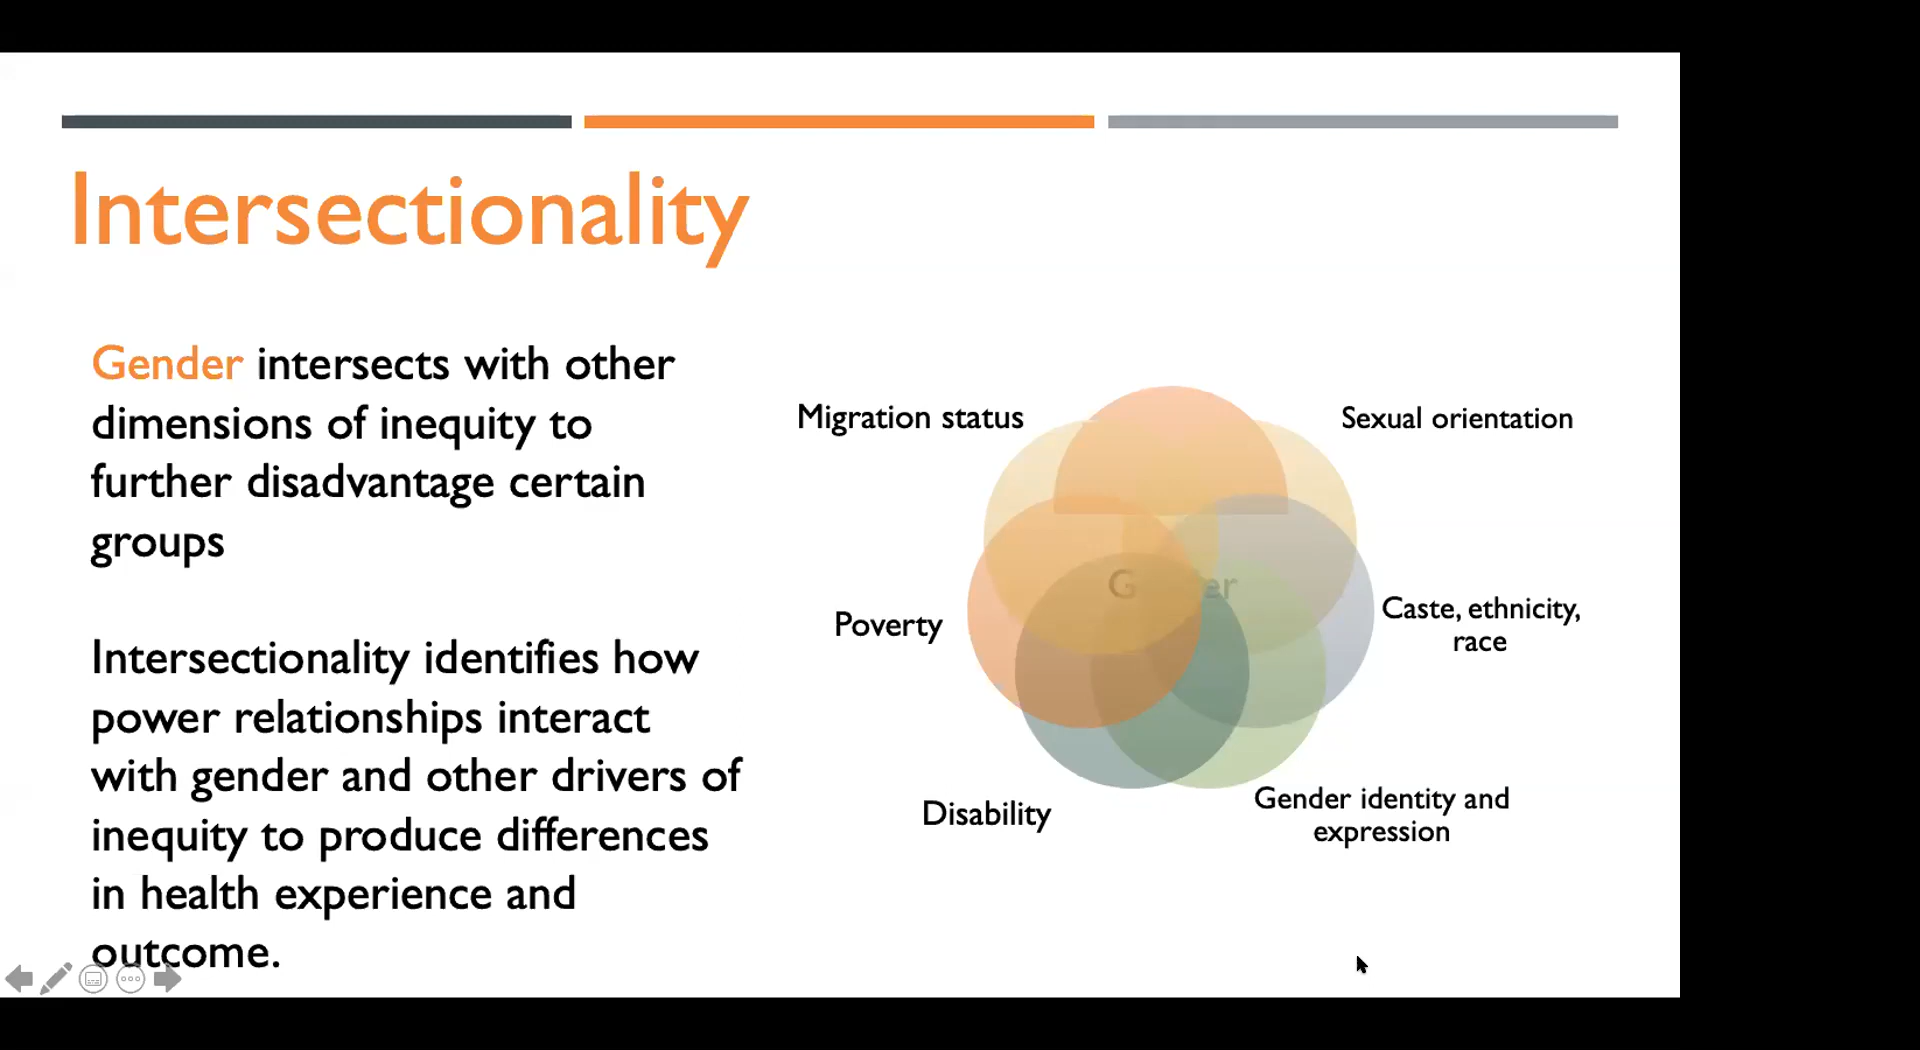 Intersectionality
Gender intersects with other
dimensions of inequity to
further disadvantage certain
groups
Intersectionality identifies how
power relationships interact
with gender and other drivers of
inequity to produce differences
in health experience and
outcome.
Migration status
Sexual orientation
Poverty
Caste, ethnicity,
race
Disability
Gender identity and
expression